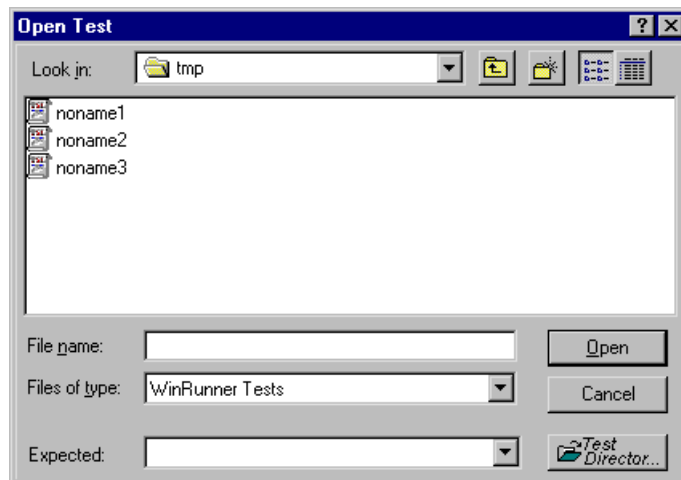 Open Test
Look in: tmp
noname1
noname2
noname3
File name:
Open
Files of type: WinRunner Tests
Cancel
Expected:
Test Director...